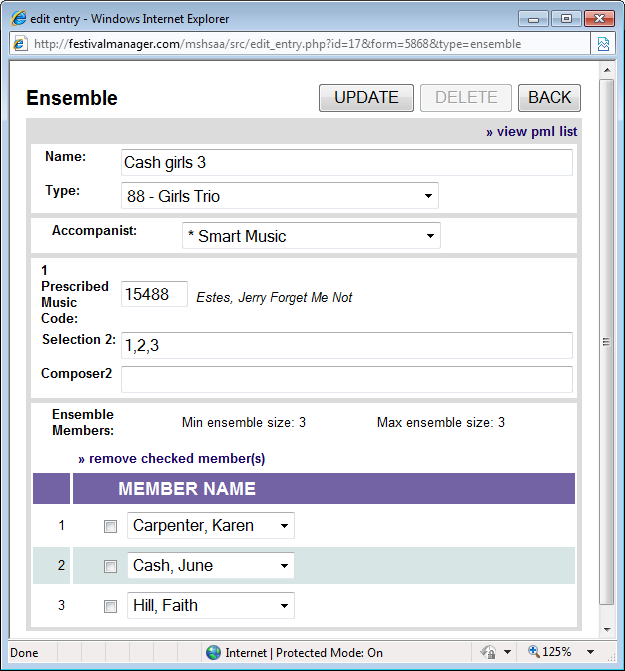 edit entry - Windows Internet Explorer
http://festivalmanager.com/mshsaa/src/edit_entry.php?id=17&form=5868&type=ensemble
Ensemble UPDATE DELETE BACK
» view pml list
Name: Cash girls 3
Type: 88 - Girls Trio
Accompanist: * Smart Music
1
Prescribed
Music
Code:
15488 Estes, Jerry Forget Me Not
Selection 2: 1,2,3
Composer2
Ensemble
Members:
Min ensemble size: 3 Max ensemble size: 3
» remove checked member(s)
MEMBER NAME
1 Carpenter, Karen
2 Cash, June
3 Hill, Faith
Done Internet | Protected Mode: On 125%